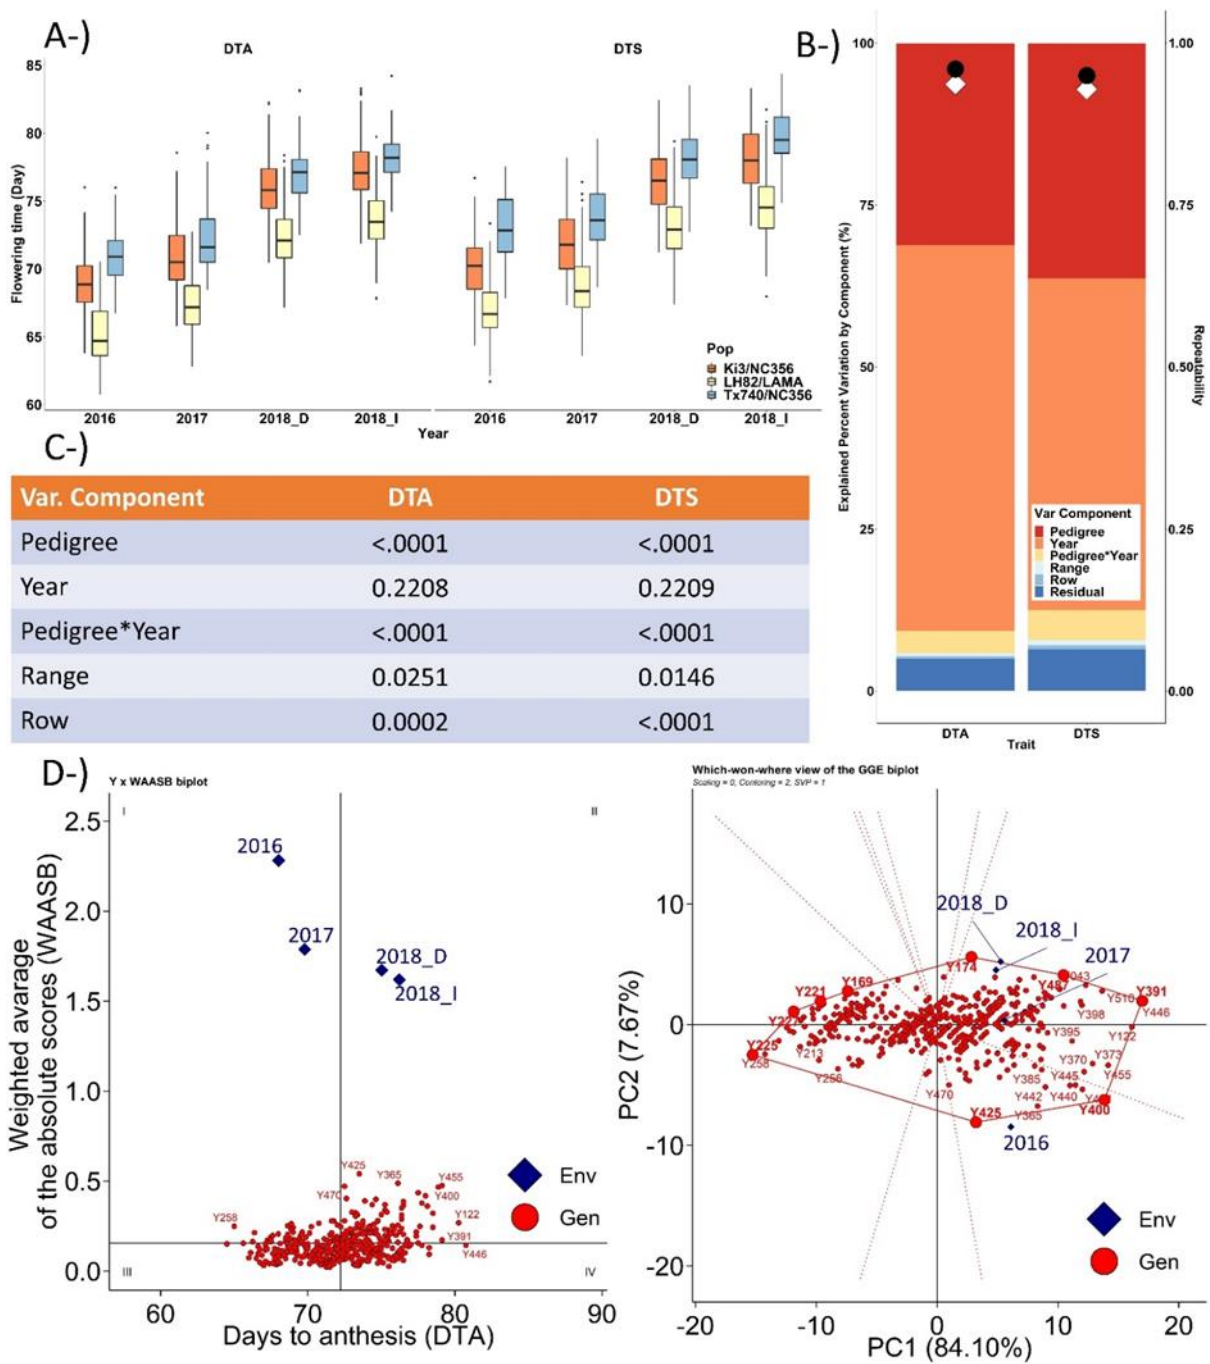 A-)
DTA
DTS
85
80
75
70
65
60
Flowering time (Day)
2016
2017
2018_D
2018_I
2016
2017
2018_D
2018_I
Year
Pop
Ki3/NC356
LH82/LAMA
Tx740/NC356
B-)
100
75
50
25
0
Explained Percent Variation by Component (%)
1.00
0.75
0.50
0.25
0.00
Repeatability
Var Component
Pedigree
Year
Pedigree*Year
Range
Row
Residual
DTA
DTS
Trait
C-)
Var. Component DTA DTS
Pedigree <.0001 <.0001
Year 0.2208 0.2209
Pedigree*Year <.0001 <.0001
Range 0.0251 0.0146
Row 0.0002 <.0001
D-)
Y x WAASB biplot
I
II
III
IV
2.5
2.0
1.5
1.0
0.5
0.0
Weighted avarage
of the absolute scores (WAASB)
2016
2017
2018_D
2018_I
Y425
Y365
Y455
Y470
Y400
Y258
Y122
Y391
Y446
Env
Gen
60
70
80
90
Days to anthesis (DTA)
Which-won-where view of the GGE biplot
Scaling = 0, Centering = 2, SVP = 1
10
0
-10
-20
PC2 (7.67%)
2018_D
2018_I
2017
Y174
Y169
Y221
Y487
Y391
Y510
Y446
Y398
Y225
Y258
Y213
Y256
Y395
Y122
Y370
Y373
Y385
Y445
Y455
Y470
Y442
Y440
Y400
Y365
Y425
2016
Env
Gen
-20
-10
0
10
20
PC1 (84.10%)